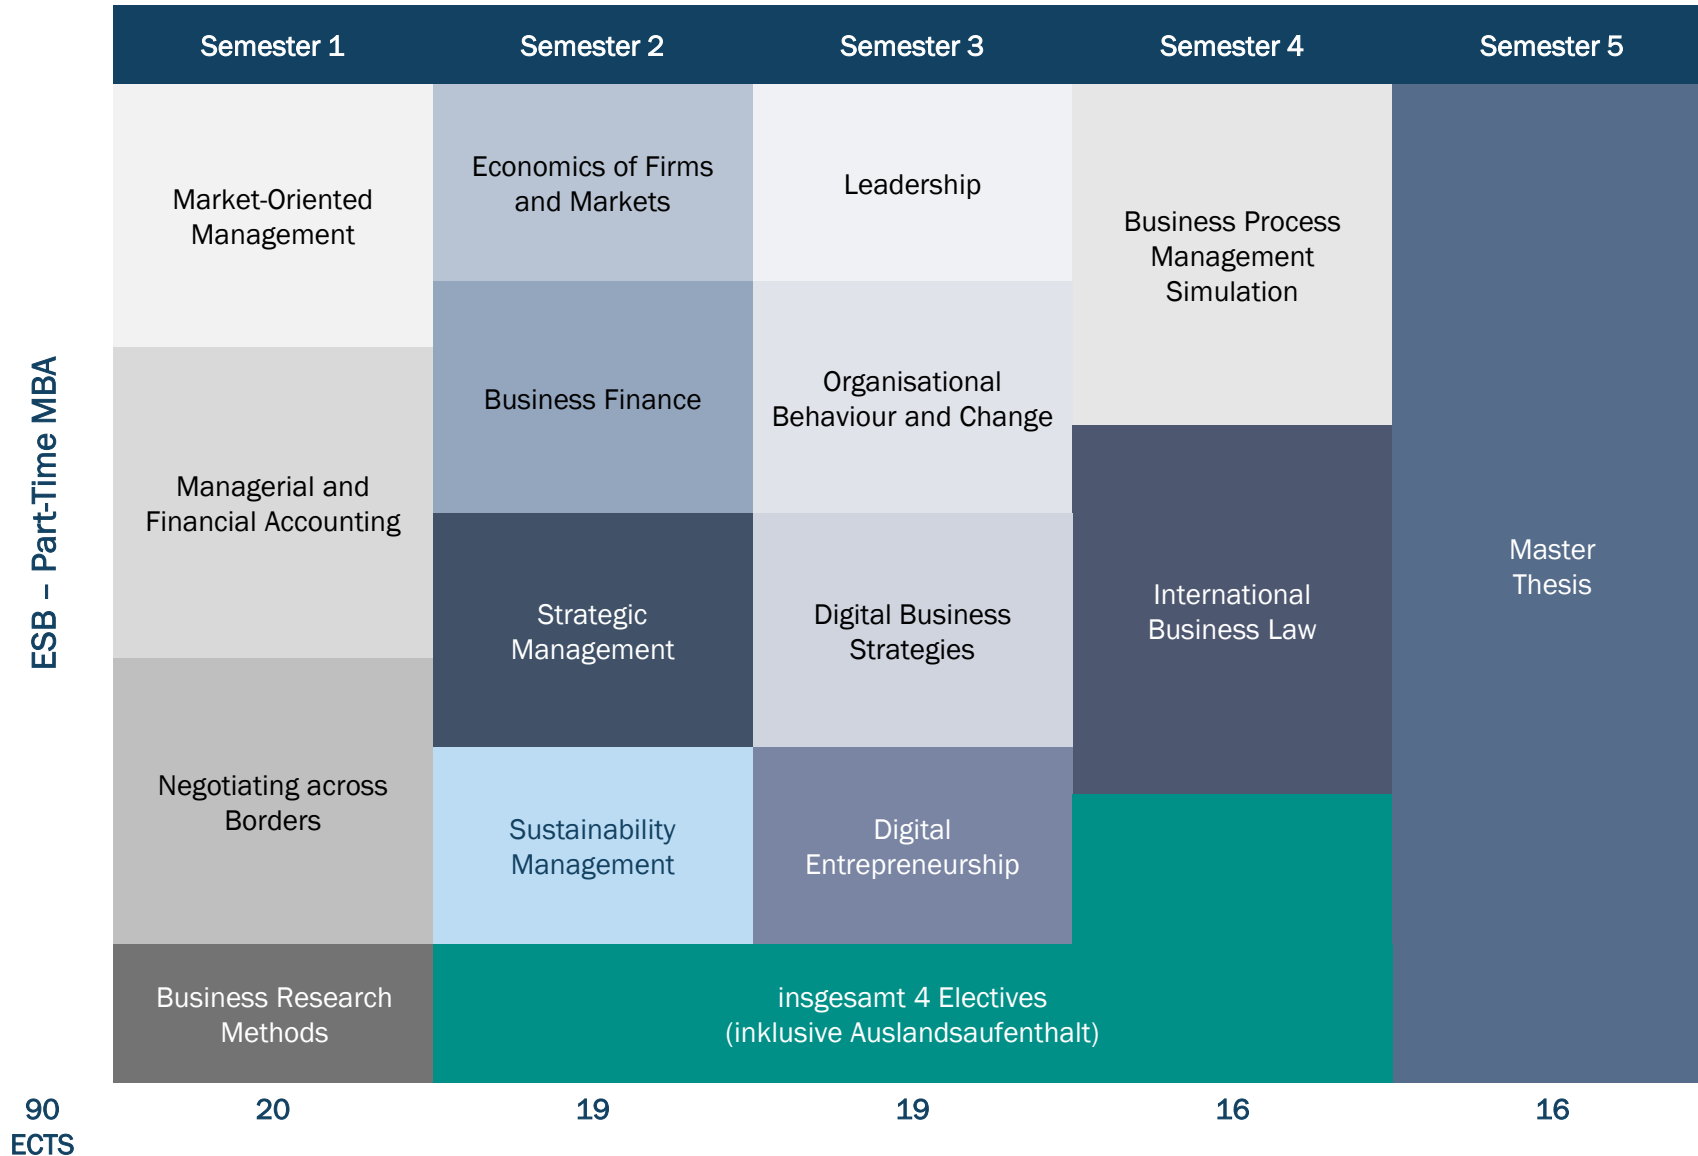 Semester 1
Semester 2
Semester 3
Semester 4
Semester 5
ESB – Part-Time MBA
Market-Oriented
Management
Managerial and
Financial Accounting
Negotiating across
Borders
Business Research
Methods
Economics of Firms
and Markets
Business Finance
Strategic
Management
Sustainability
Management
Leadership
Organisational
Behaviour and Change
Digital Business
Strategies
Digital
Entrepreneurship
Business Process
Management
Simulation
International
Business Law
insgesamt 4 Electives
(inklusive Auslandsaufenthalt)
Master
Thesis
90
ECTS
20
19
19
16
16